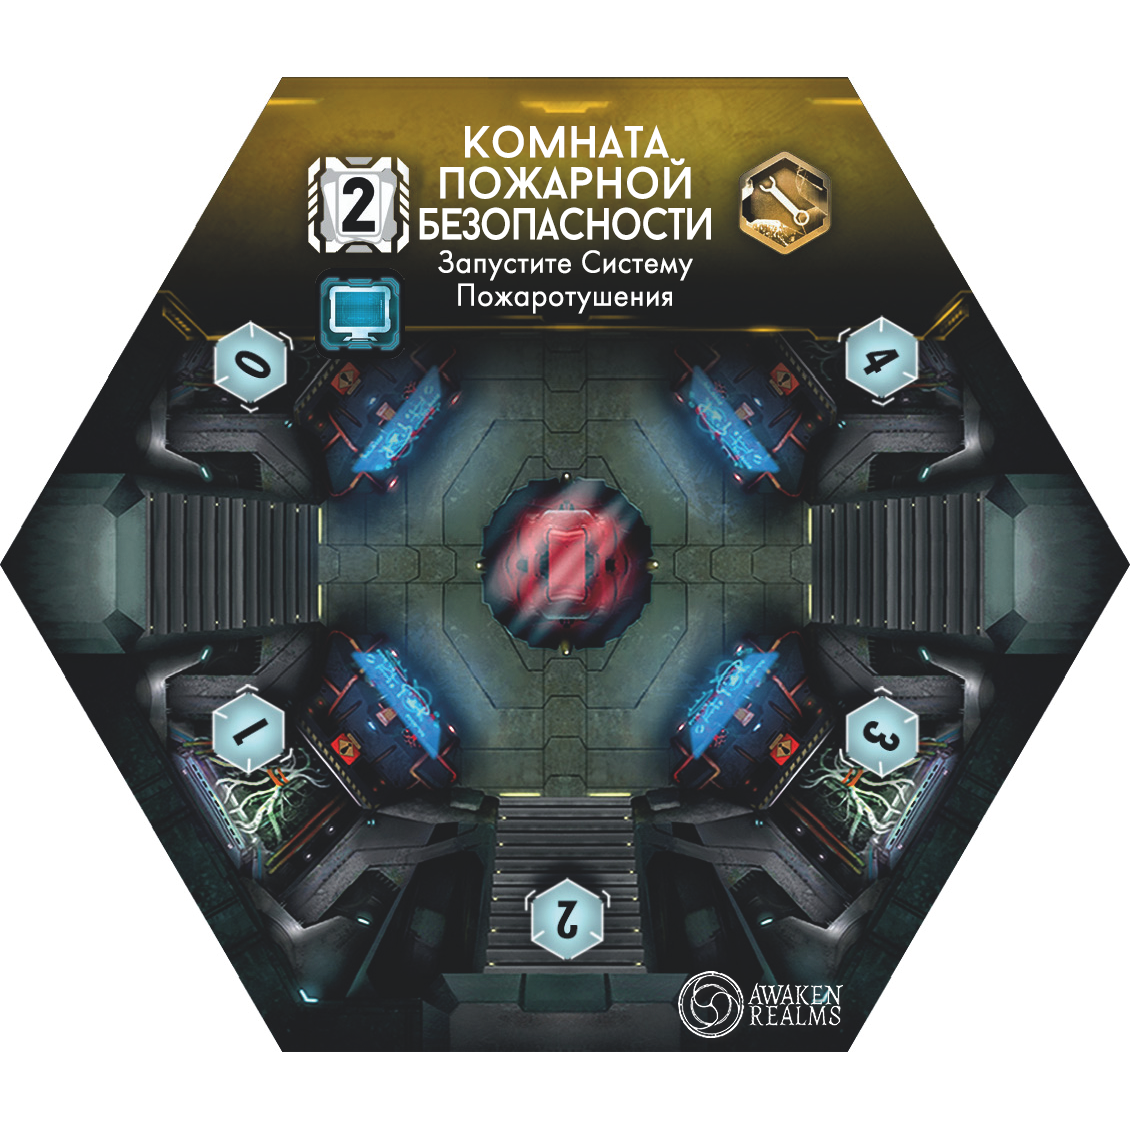 КОМНАТА
ПОЖАРНОЙ
БЕЗОПАСНОСТИ
2
Запустите Систему
Пожаротушения
0
4
1
3
2
AWAKEN
REALMS